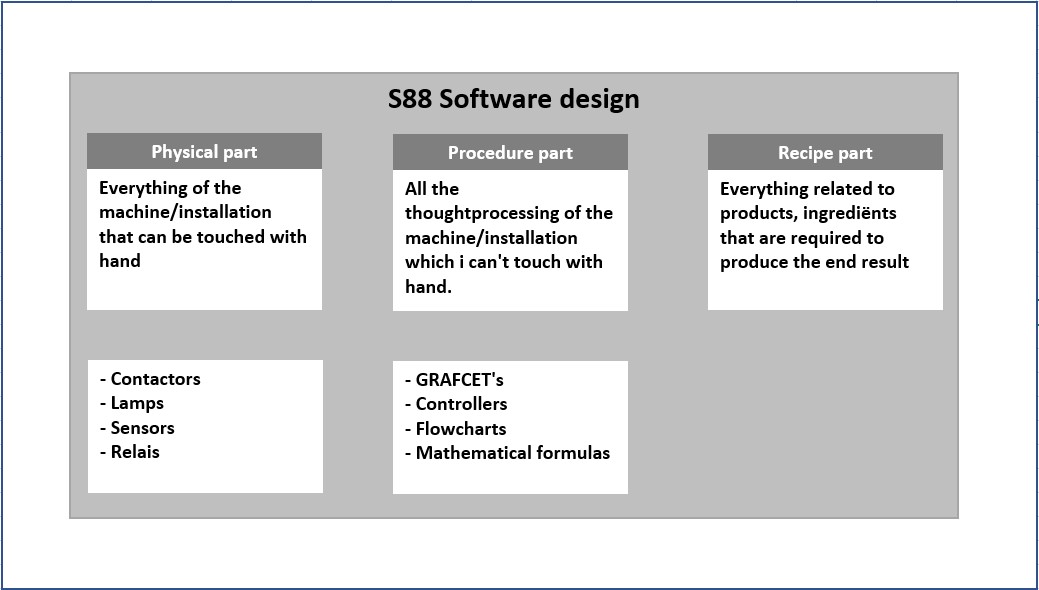 S88 Software design
Physical part
Everything of the
machine/installation
that can be touched with
hand
Procedure part
All the
thoughtprocessing of the
machine/installation
which i can't touch with
hand.
Recipe part
Everything related to
products, ingrediënts
that are required to
produce the end result
- Contactors
- Lamps
- Sensors
- Relais
- GRAFCET's
- Controllers
- Flowcharts
- Mathematical formulas